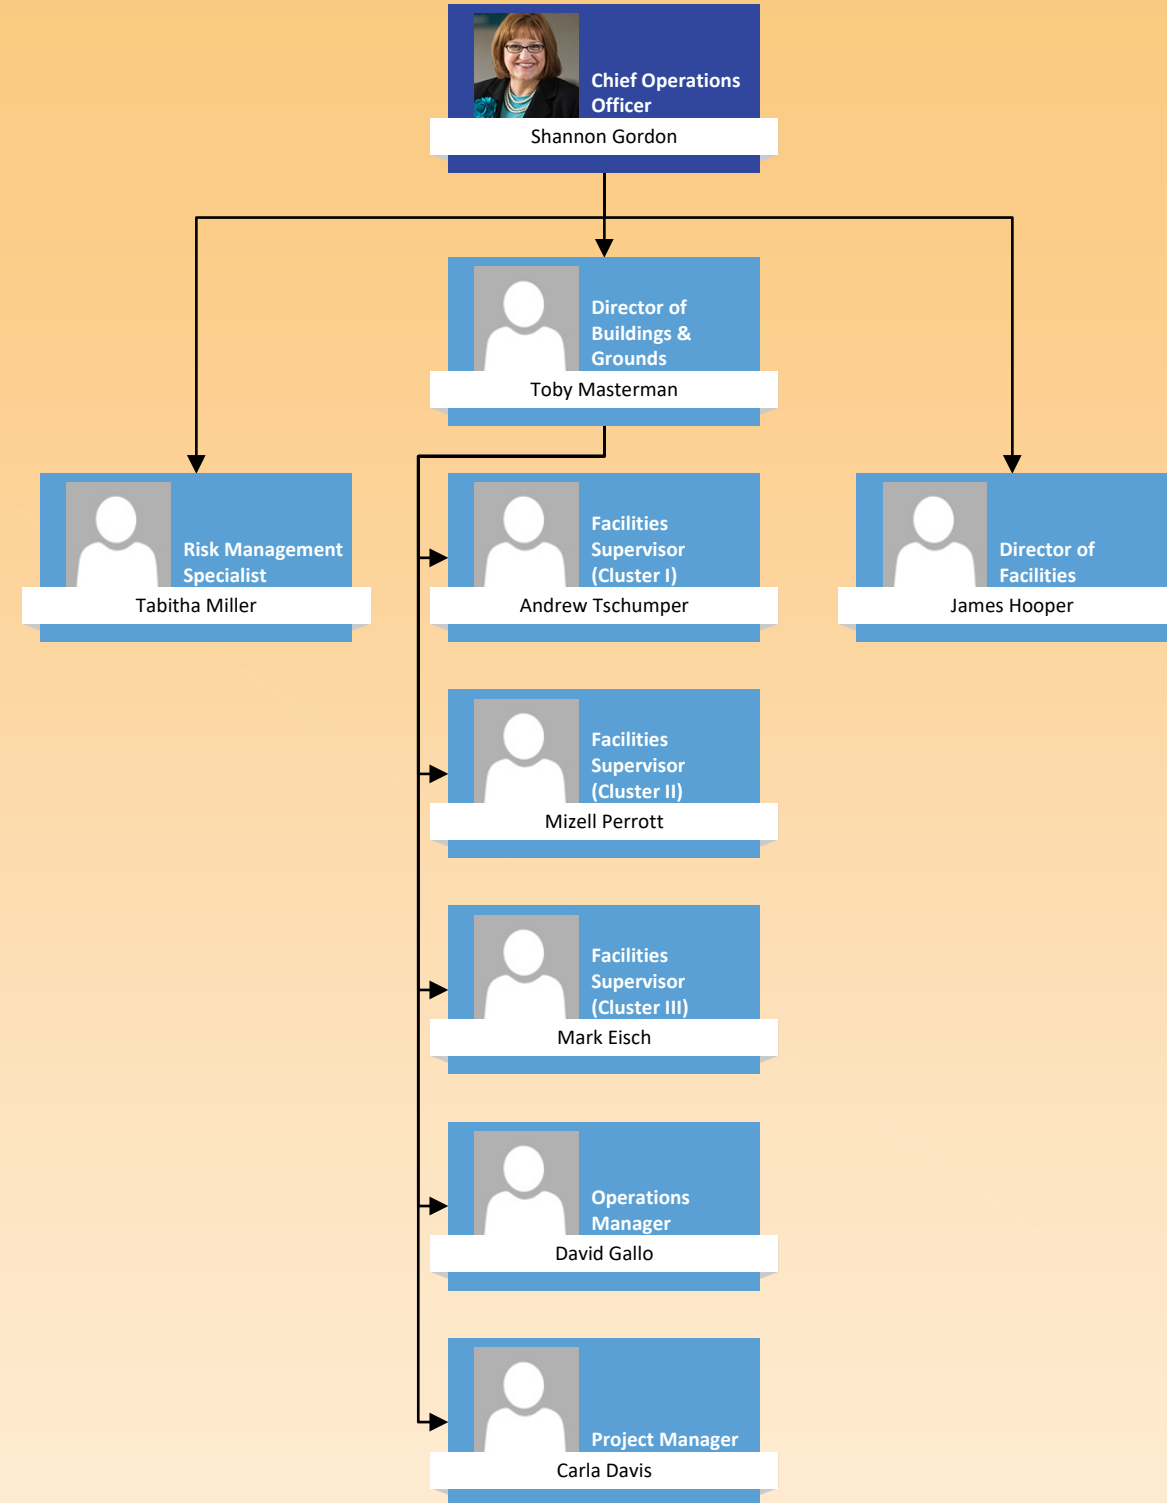 Chief Operations
Officer
Shannon Gordon
Director of
Buildings &
Grounds
Toby Masterman
Risk Management
Specialist
Tabitha Miller
Facilities
Supervisor
(Cluster I)
Andrew Tschumper
Director of
Facilities
James Hooper
Facilities
Supervisor
(Cluster II)
Mizell Perrott
Facilities
Supervisor
(Cluster III)
Mark Eisch
Operations
Manager
David Gallo
Project Manager
Carla Davis